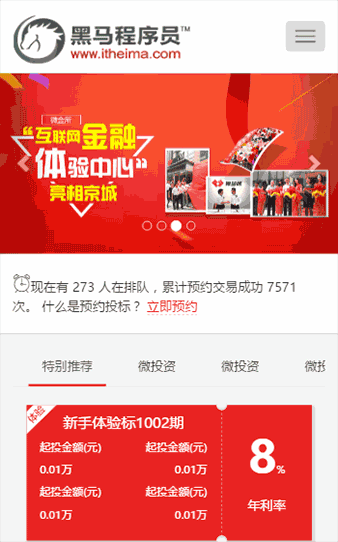 黑马程序员™
www.itheima.com
微会所
“互联网金融
体验中心”
亮相京城
现在有 273 人在排队，累计预约交易成功 7571
次。 什么是预约投标？ 立即预约
特别推荐 微投资 微投资 微投
体验
新手体验标1002期
起投金额(元) 起投金额(元)
0.01万 0.01万
起投金额(元) 起投金额(元)
0.01万 0.01万
8%
年利率